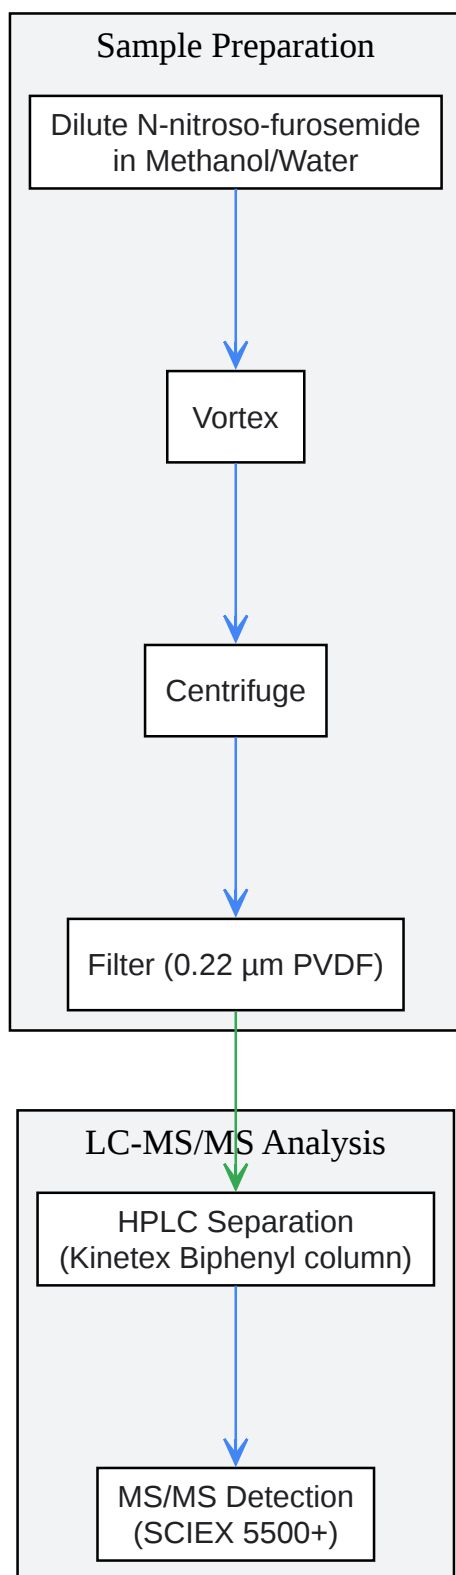 Sample Preparation
Dilute N-nitroso-furosemide
in Methanol/Water
Vortex
Centrifuge
Filter (0.22 µm PVDF)
LC-MS/MS Analysis
HPLC Separation
(Kinetex Biphenyl column)
MS/MS Detection
(SCIEX 5500+)